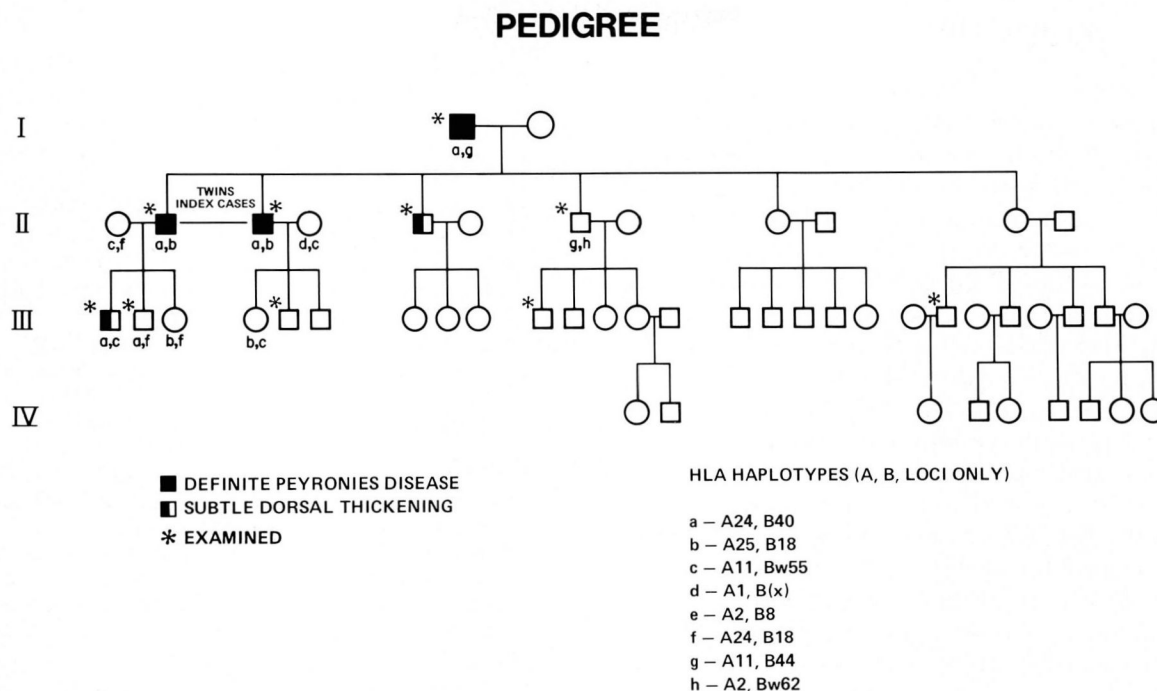 PEDIGREE
I
*
a,g
TWINS
INDEX CASES
II
* * * *
c,f a,b a,b d,c g,h
III
* * * * *
a,c a,f b,f b,c
IV
DEFINITE PEYRONIES DISEASE
SUBTLE DORSAL THICKENING
* EXAMINED
HLA HAPLOTYPES (A, B, LOCI ONLY)
a – A24, B40
b – A25, B18
c – A11, Bw55
d – A1, B(x)
e – A2, B8
f – A24, B18
g – A11, B44
h – A2, Bw62